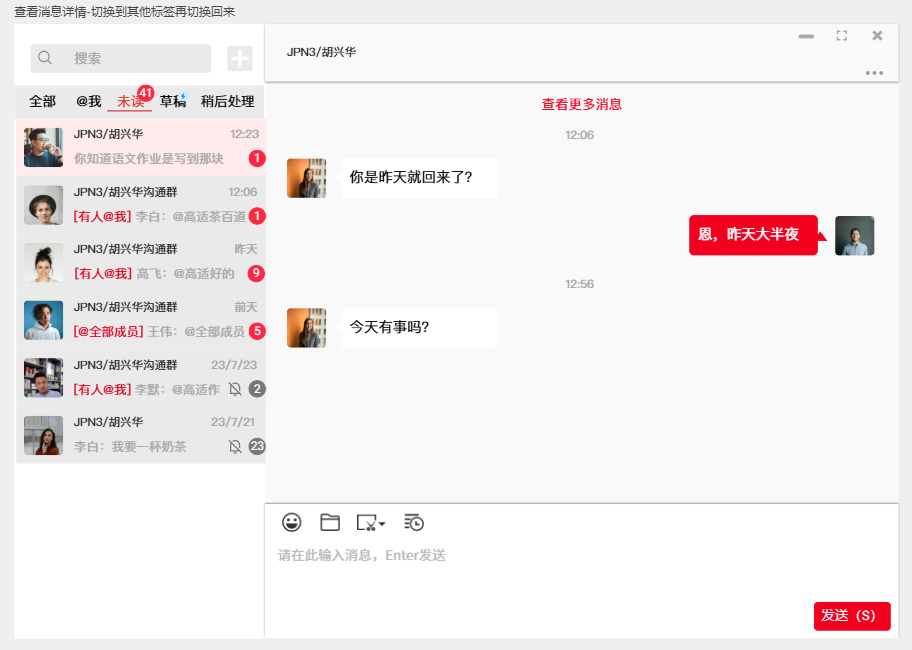 查看消息详情-切换到其他标签再切换回来
搜索
JPN3/胡兴华
全部 @我 未读 41 草稿 稍后处理
JPN3/胡兴华 12:23
你知道语文作业是写到那块 1
JPN3/胡兴华沟通群 12:06
[有人@我] 李白：@高适茶百道 1
JPN3/胡兴华沟通群 昨天
[有人@我] 高飞：@高适好的 9
JPN3/胡兴华沟通群 前天
[@全部成员] 王伟：@全部成员 5
JPN3/胡兴华沟通群 23/7/23
[有人@我] 李默：@高适作 2
JPN3/胡兴华 23/7/21
李白：我要一杯奶茶 23
查看更多消息
12:06
你是昨天就回来了?
恩，昨天大半夜
12:56
今天有事吗?
请在此输入消息，Enter发送
发送（S）